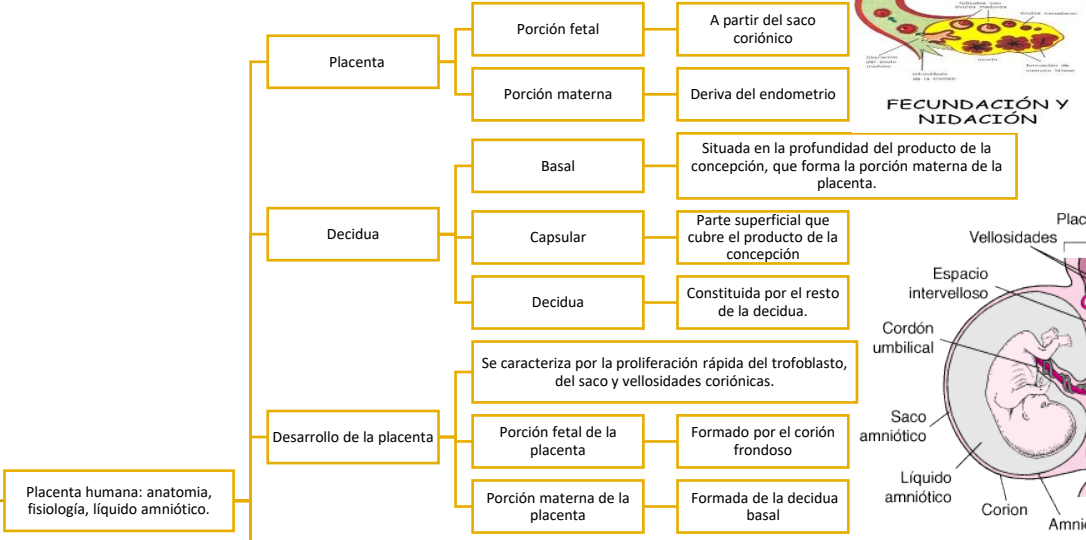 Placenta
Porción fetal
A partir del saco
coriónico
Porción materna
Deriva del endometrio
FECUNDACIÓN Y
NIDACIÓN
Decidua
Basal
Situada en la profundidad del producto de la
concepción, que forma la porción materna de la
placenta.
Capsular
Parte superficial que
cubre el producto de la
concepción
Decidua
Constituida por el resto
de la decidua.
Desarrollo de la placenta
Se caracteriza por la proliferación rápida del trofoblasto,
del saco y vellosidades coriónicas.
Porción fetal de la
placenta
Formado por el corión
frondoso
Porción materna de la
placenta
Formada de la decidua
basal
Placenta humana: anatomia,
fisiología, líquido amniótico.
Plac
Vellosidades
Espacio
intervelloso
Cordón
umbilical
Saco
amniótico
Líquido
amniótico
Corion
Amni